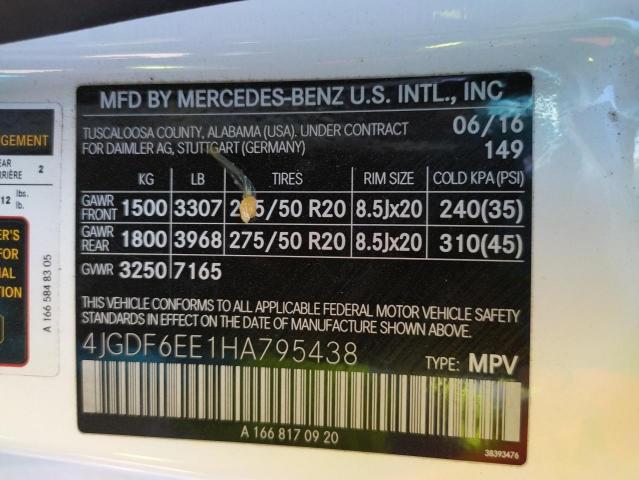 MFD BY MERCEDES-BENZ U.S. INTL., INC
TUSCALOOSA COUNTY, ALABAMA (USA). UNDER CONTRACT 06/16
FOR DAIMLER AG, STUTTGART (GERMANY) 149
KG LB TIRES RIM SIZE COLD KPA (PSI)
GAWR FRONT 1500 3307 /50 R20 8.5Jx20 240(35)
GAWR REAR 1800 3968 275/50 R20 8.5Jx20 310(45)
GVWR 3250 7165
THIS VEHICLE CONFORMS TO ALL APPLICABLE FEDERAL MOTOR VEHICLE SAFETY
STANDARDS IN EFFECT ON THE DATE OF MANUFACTURE SHOWN ABOVE.
4JGDF6EE1HA795438 TYPE: MPV
A 166 817 09 20
38393476
2
12 lbs.
lb.
A 166 584 83 05